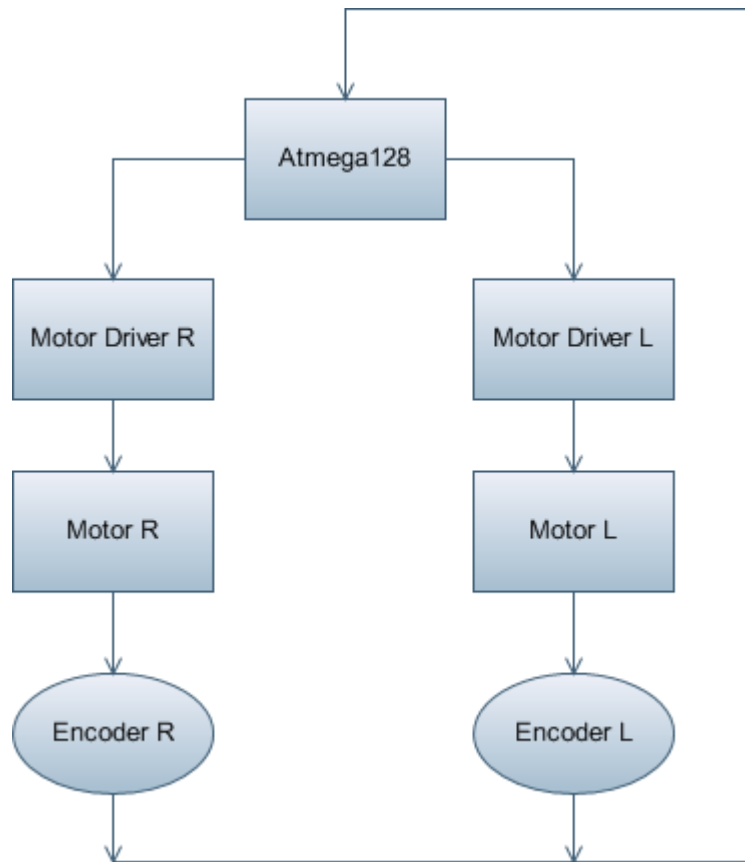 Atmega128
Motor Driver R
Motor Driver L
Motor R
Motor L
Encoder R
Encoder L